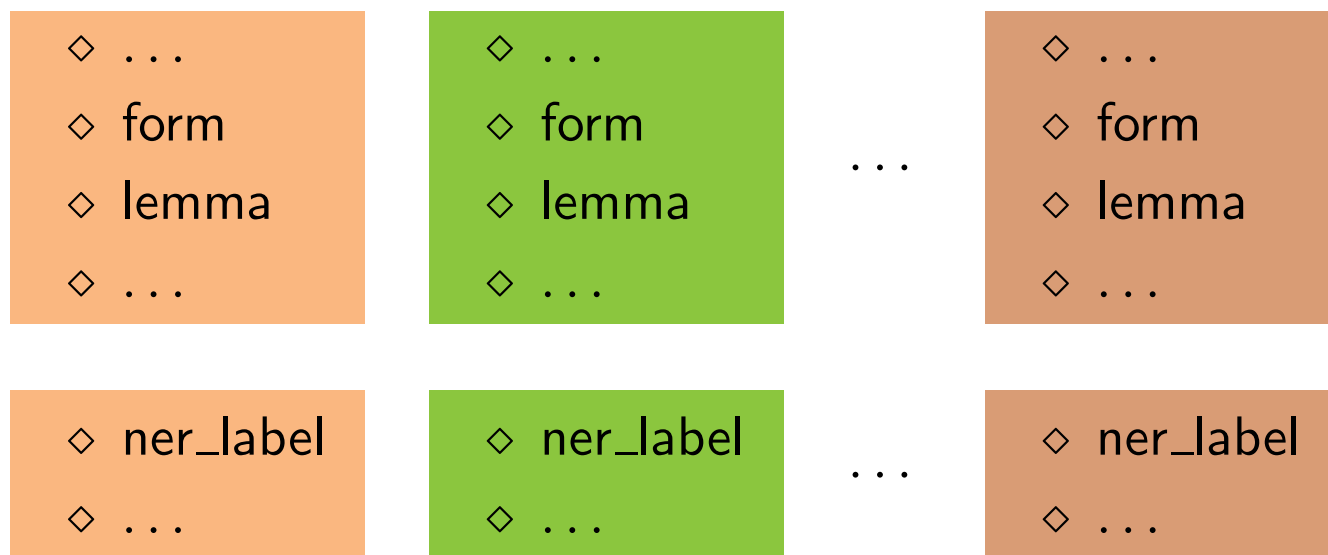 ◇ ...
◇ form
◇ lemma
◇ ...
◇ ...
◇ form
◇ lemma
◇ ...
...
◇ ...
◇ form
◇ lemma
◇ ...
◇ ner_label
◇ ...
◇ ner_label
◇ ...
...
◇ ner_label
◇ ...